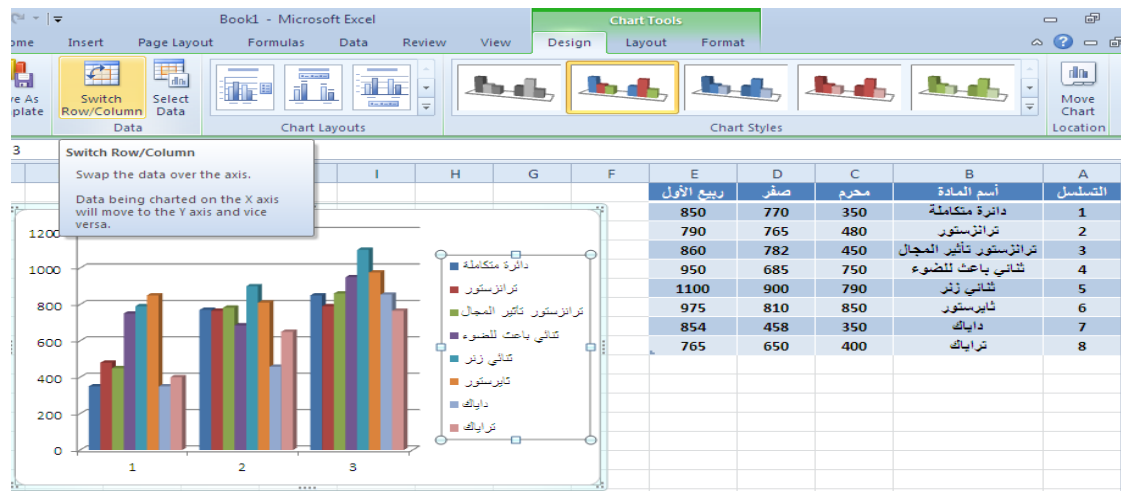 Book1 - Microsoft Excel
Chart Tools
ome Insert Page Layout Formulas Data Review View Design Layout Format
ve As
plate
Switch
Row/Column
Select
Data
Move
Chart
Data
Chart Layouts
Chart Styles
Location
3
Switch Row/Column
Swap the data over the axis.
Data being charted on the X axis
will move to the Y axis and vice
versa.
I H G F E D C B A
التسلسل أسم المادة محرم صفر ربيع الأول
1 دائرة متكاملة 350 770 850
2 ترانزستور 480 765 790
3 ترانزستور تأثير المجال 450 782 860
4 ثنائي باعث للضوء 750 685 950
5 ثنائي زنر 790 900 1100
6 ثايرستور 850 810 975
7 داياك 350 458 854
8 ترياك 400 650 765
1200
1000
800
600
400
200
0
1 2 3
دائرة متكاملة
ترانزستور
ترانزستور تأثير المجال
ثنائي باعث للضوء
ثنائي زنر
ثايرستور
داياك
تراياك